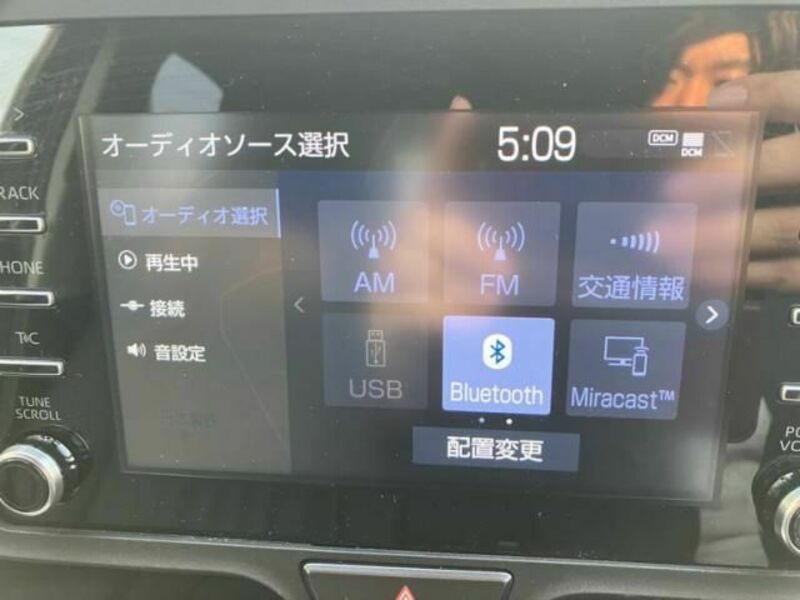 オーディオソース選択 5:09 DCM DCM
オーディオ選択
再生中
接続
音設定
AM FM 交通情報
USB Bluetooth Miracast™
配置変更
>
RACK
HONE
TUNE
SCROLL
PO
VO